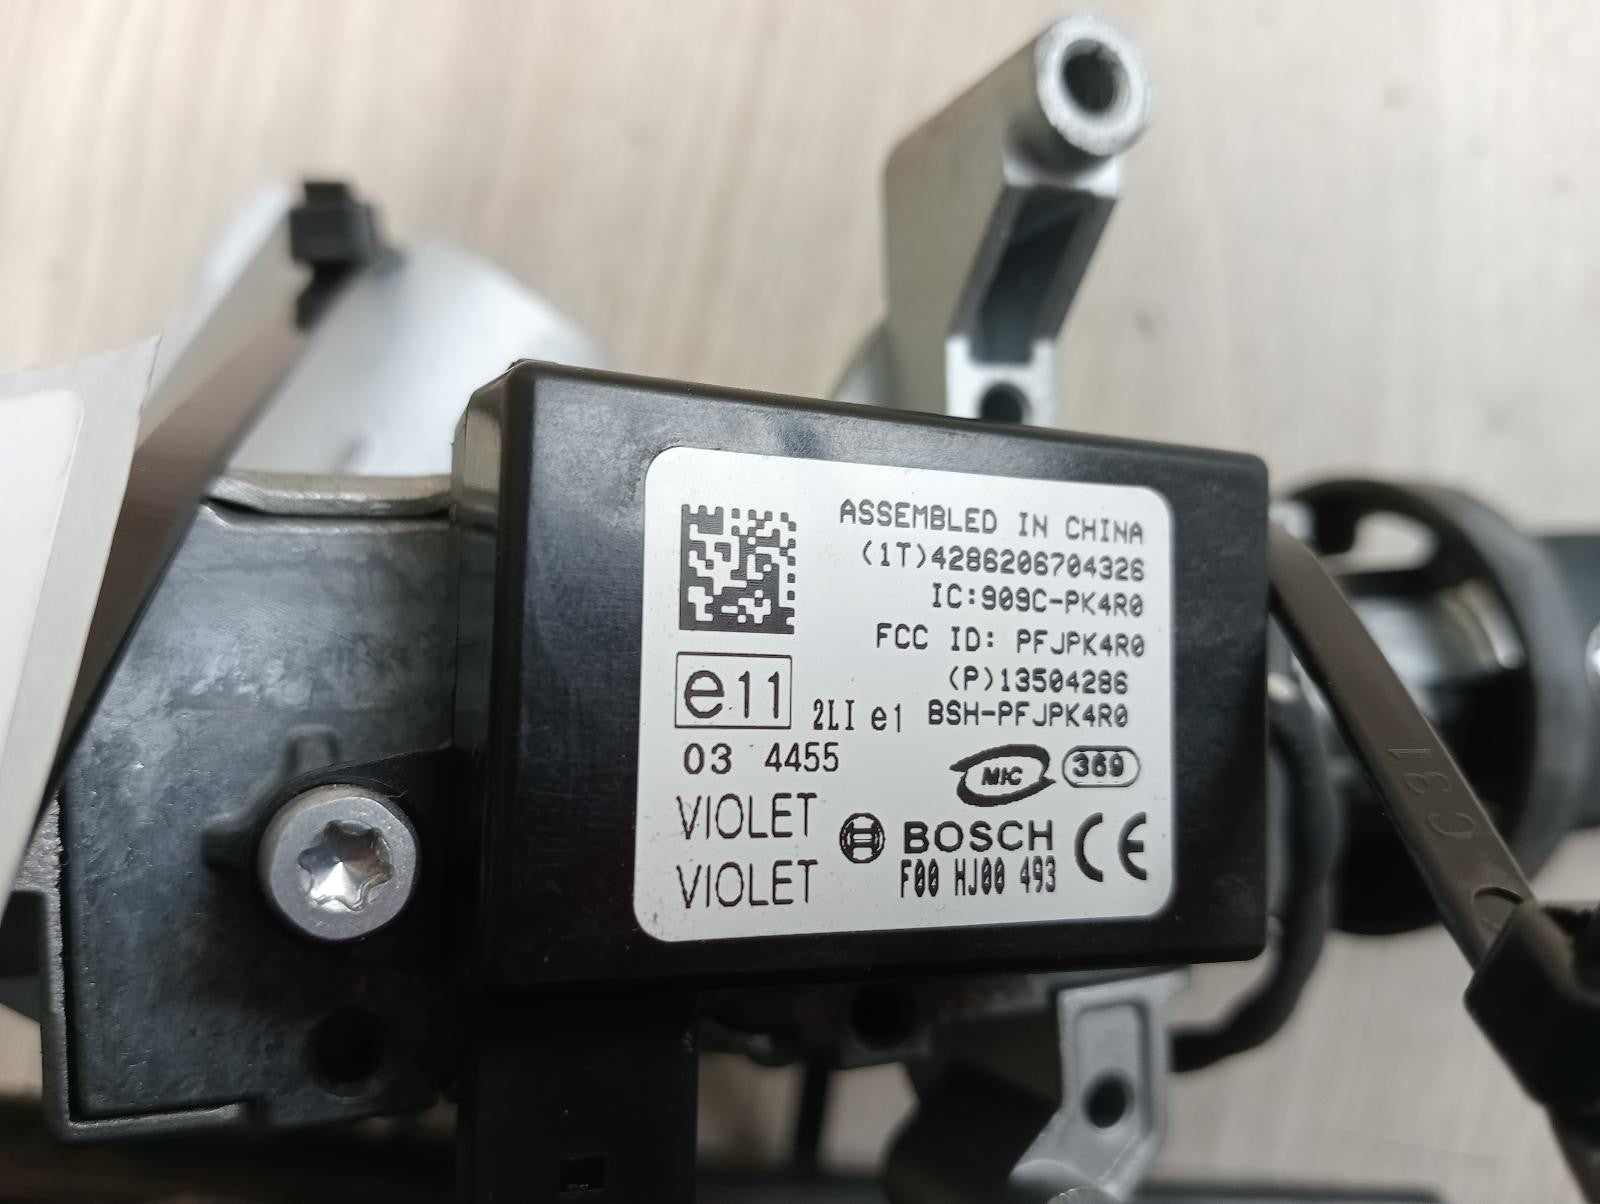 ASSEMBLED IN CHINA
(1T)4286206704326
IC:909C-PK4R0
FCC ID: PFJPK4R0
(P)13504286
e11 2LI e1 BSH-PFJPK4R0
03 4455
MIC 369
VIOLET
BOSCH CE
VIOLET
F00 HJ00 493
C31